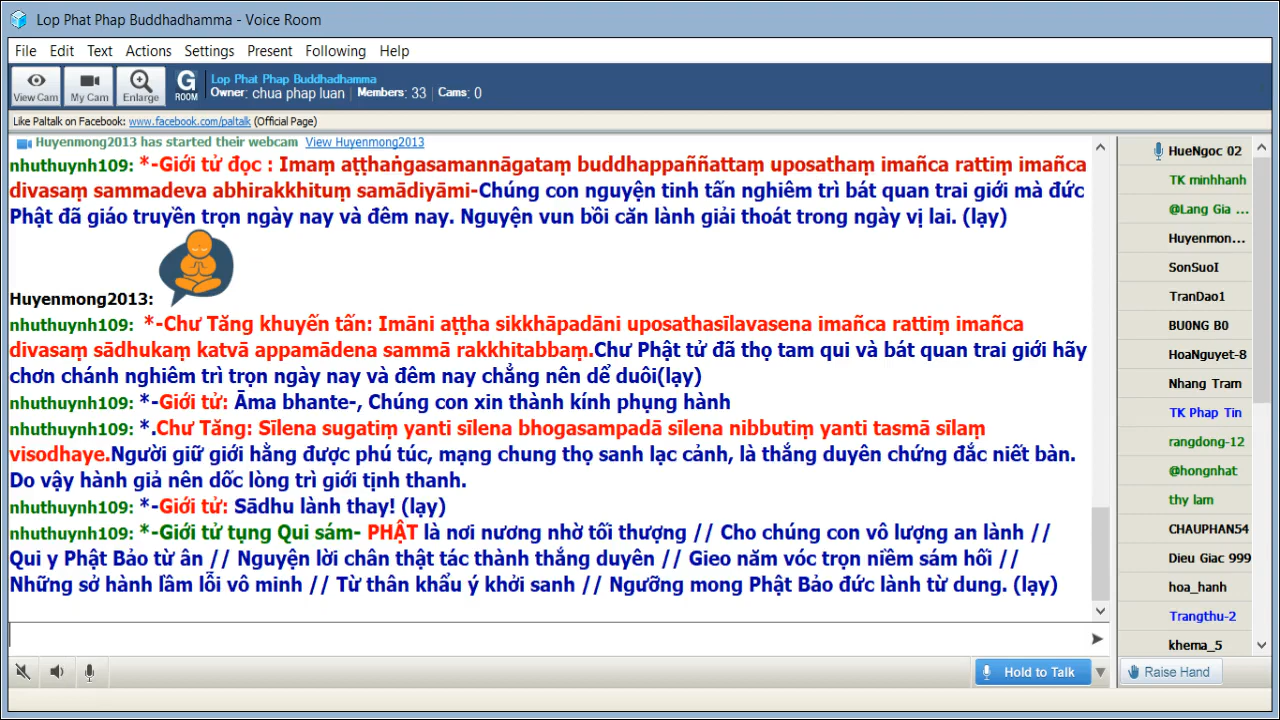 Lop Phat Phap Buddhadhamma - Voice Room
File Edit Text Actions Settings Present Following Help
View Cam My Cam Enlarge G ROOM
Lop Phat Phap Buddhadhamma
Owner: chua phap luan Members: 33 Cams: 0
Like Paltalk on Facebook: www.facebook.com/paltalk (Official Page)
Huyenmong2013 has started their webcam View Huyenmong2013
nhuthuynh109: *-Giới tử đọc : Imaṃ aṭṭhaṅgasamannāgataṃ buddhappaññattaṃ uposathaṃ imañca rattiṃ imañca
divasaṃ sammadeva abhirakkhituṃ samādiyāmi-Chúng con nguyện tinh tấn nghiêm trì bát quan trai giới mà đức
Phật đã giáo truyền trọn ngày nay và đêm nay. Nguyện vun bồi căn lành giải thoát trong ngày vị lai. (lạy)
Huyenmong2013:
nhuthuynh109: *-Chư Tăng khuyến tấn: Imāni aṭṭha sikkhāpadāni uposathasīlavasena imañca rattiṃ imañca
divasaṃ sādhukaṃ katvā appamādena sammā rakkhitabbaṃ.Chư Phật tử đã thọ tam qui và bát quan trai giới hãy
chơn chánh nghiêm trì trọn ngày nay và đêm nay chẳng nên dể duôi(lạy)
nhuthuynh109: *-Giới tử: Āma bhante-, Chúng con xin thành kính phụng hành
nhuthuynh109: *.Chư Tăng: Sīlena sugatiṃ yanti sīlena bhogasampadā sīlena nibbutiṃ yanti tasmā sīlaṃ
visodhaye.Người giữ giới hằng được phú túc, mạng chung thọ sanh lạc cảnh, là thắng duyên chứng đắc niết bàn.
Do vậy hành giả nên dốc lòng trì giới tịnh thanh.
nhuthuynh109: *-Giới tử: Sādhu lành thay! (lạy)
nhuthuynh109: *-Giới tử tụng Qui sám- PHẬT là nơi nương nhờ tối thượng // Cho chúng con vô lượng an lành //
Qui y Phật Bảo từ ân // Nguyện lời chân thật tác thành thắng duyên // Gieo năm vóc trọn niềm sám hối //
Những sở hành lầm lỗi vô minh // Từ thân khẩu ý khởi sanh // Ngưỡng mong Phật Bảo đức lành từ dung. (lạy)
Hold to Talk
HueNgoc 02
TK minhhanh
@Lang Gia ...
Huyenmon...
SonSuoI
TranDao1
BU0NG B0
HoaNguyet-8
Nhang Tram
TK Phap Tin
rangdong-12
@hongnhat
thy lam
CHAUPHAN54
Dieu Giac 999
hoa_hanh
Trangthu-2
khema_5
Raise Hand